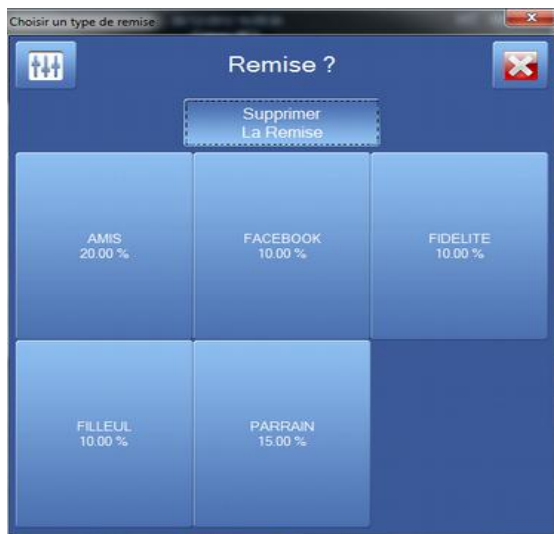 Choisir un type de remise
Remise ?
Supprimer
La Remise
AMIS
20.00 %
FACEBOOK
10.00 %
FIDELITE
10.00 %
FILLEUL
10.00 %
PARRAIN
15.00 %